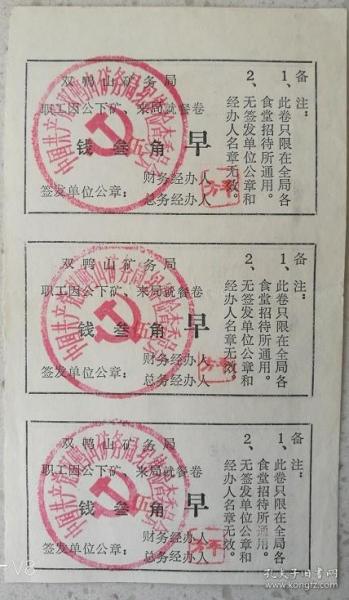 双鸭山矿务局
职工因公下矿、来局就餐卷
钱叁角 早
财务经办人
签发单位公章：
总务经办人
备注：
1、此卷只限在全局各
食堂招待所通用。
2、无签发单位公章和
经办人名章无效。
双鸭山矿务局
职工因公下矿、来局就餐卷
钱叁角 早
财务经办人
签发单位公章：
总务经办人
备注：
1、此卷只限在全局各
食堂招待所通用。
2、无签发单位公章和
经办人名章无效。
双鸭山矿务局
职工因公下矿、来局就餐卷
钱叁角 早
财务经办人
签发单位公章：
总务经办人
备注：
1、此卷只限在全局各
食堂招待所通用。
2、无签发单位公章和
经办人名章无效。
孔夫子旧书网